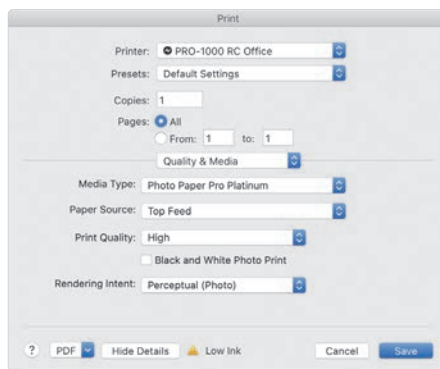 Print
Printer: PRO-1000 RC Office
Presets: Default Settings
Copies: 1
Pages: All
From: 1 to: 1
Quality & Media
Media Type: Photo Paper Pro Platinum
Paper Source: Top Feed
Print Quality: High
Black and White Photo Print
Rendering Intent: Perceptual (Photo)
? PDF Hide Details Low Ink Cancel Save